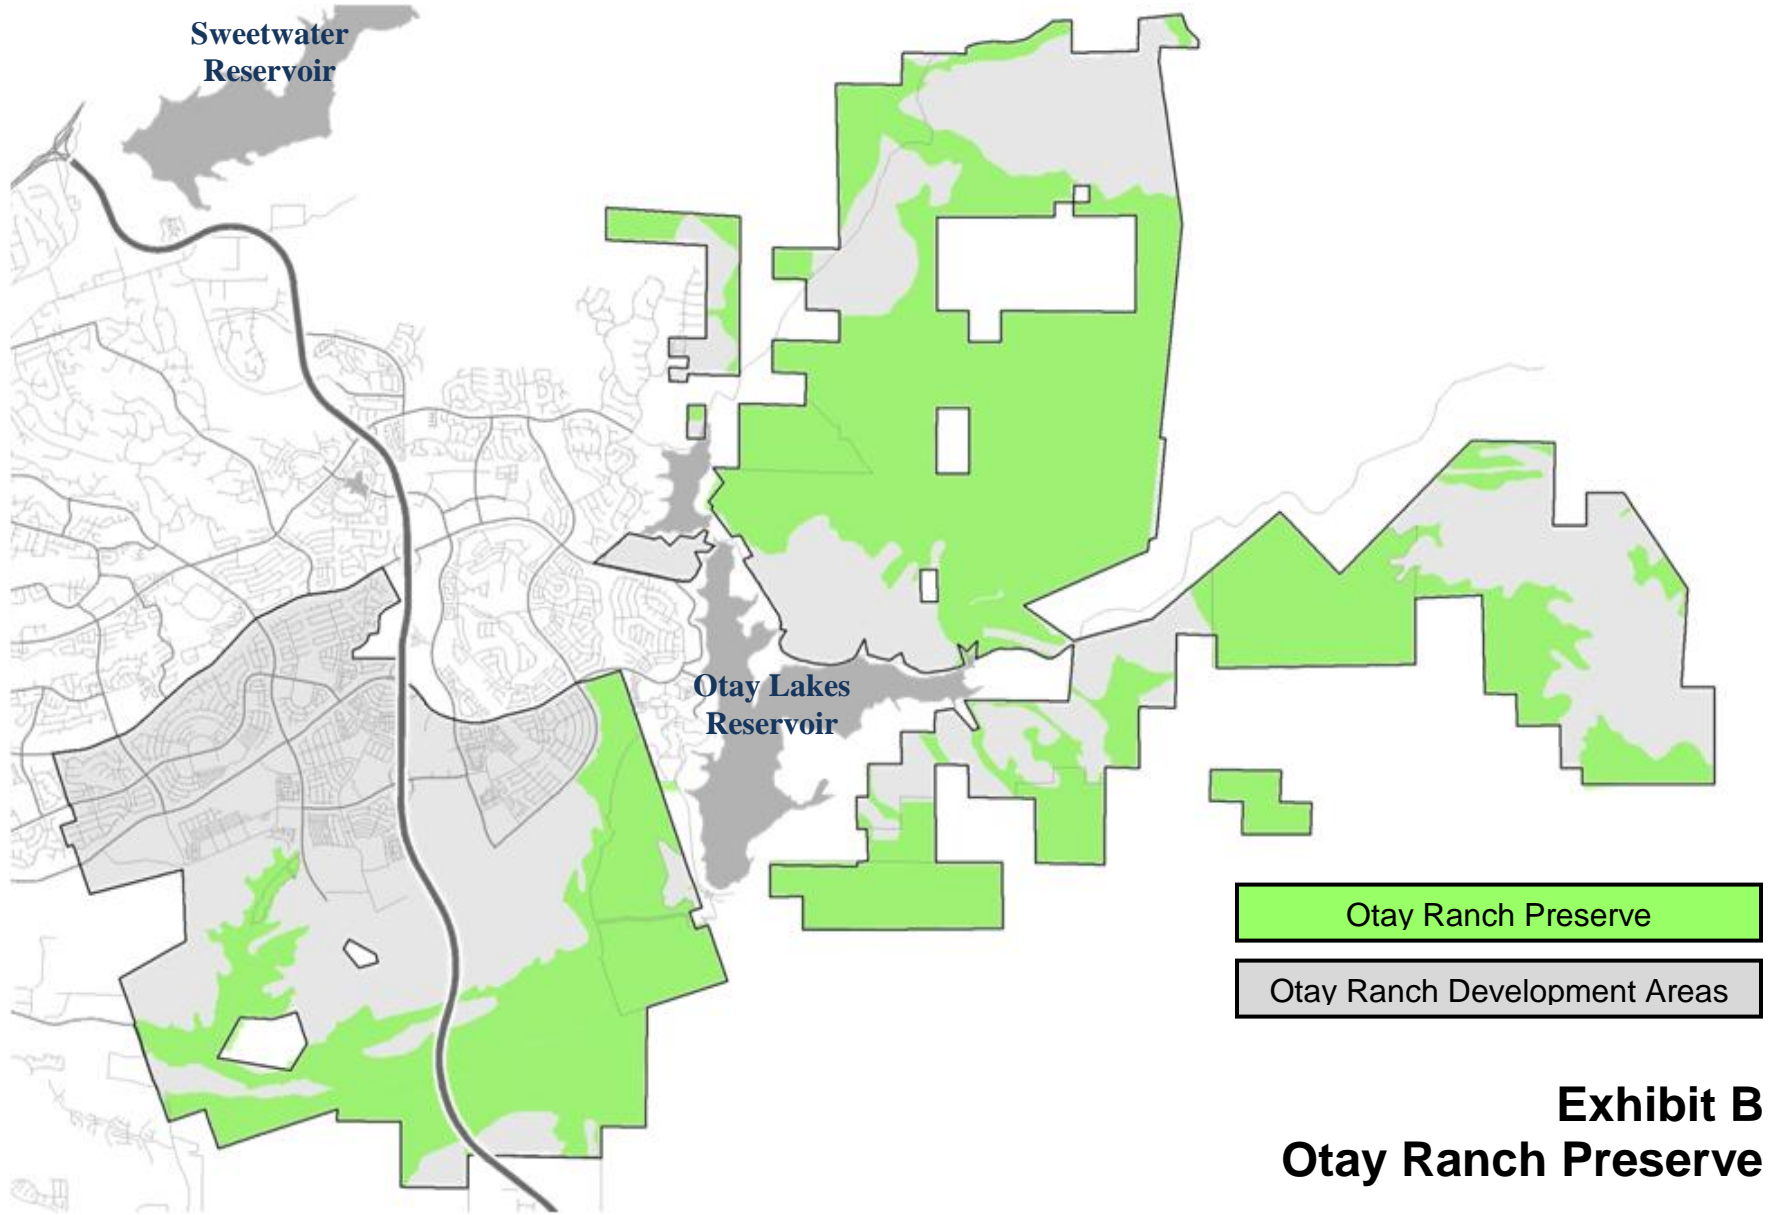 Sweetwater
Reservoir
Otay Lakes
Reservoir
Otay Ranch Preserve
Otay Ranch Development Areas
Exhibit B
Otay Ranch Preserve